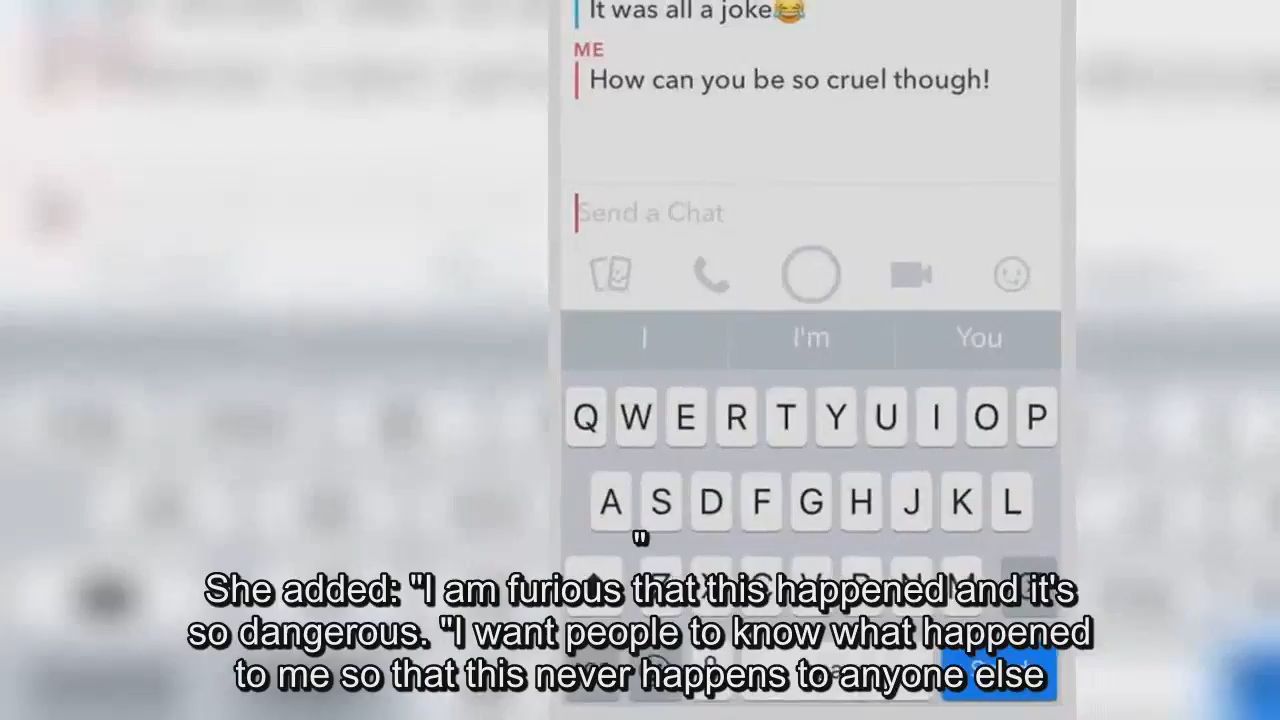 It was all a joke😂
ME
How can you be so cruel though!
Send a Chat
I I'm You
Q W E R T Y U I O P
A S D F G H J K L
"
She added: "I am furious that this happened and it's
so dangerous. "I want people to know what happened
to me so that this never happens to anyone else